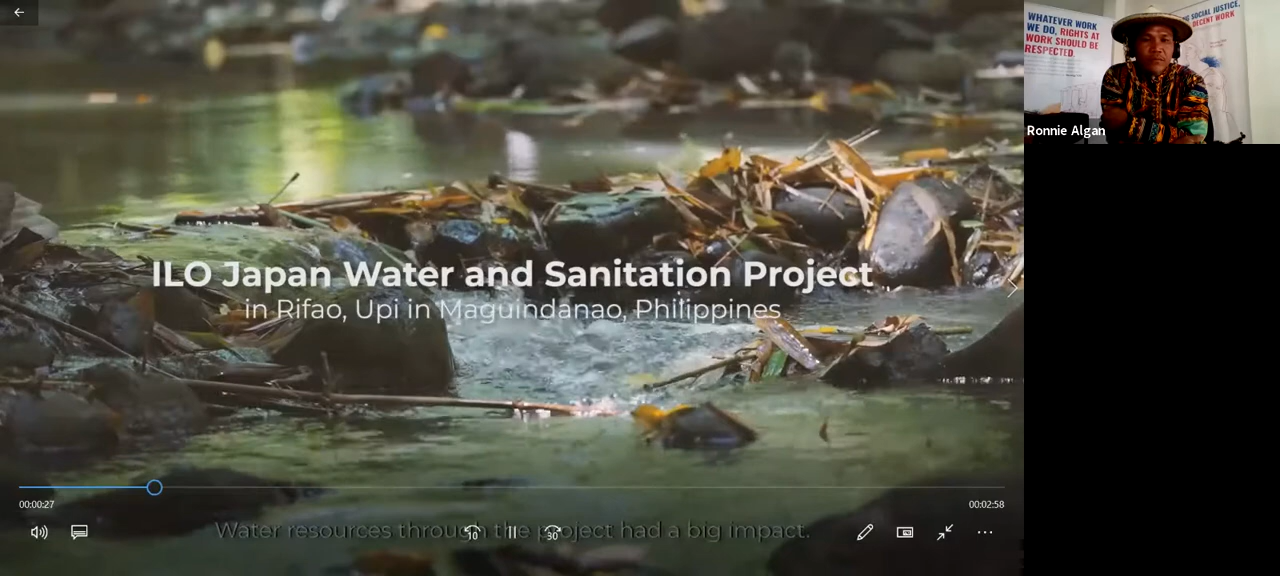 ILO Japan Water and Sanitation Project
in Rifao, Upi in Maguindanao, Philippines
00:00:27
00:02:58
Water resources through the project had a big impact.
10
30
WHATEVER WORK
WE DO, RIGHTS AT
WORK SHOULD BE
RESPECTED.
SOCIAL JUSTICE,
DECENT WORK
Ronnie Algan